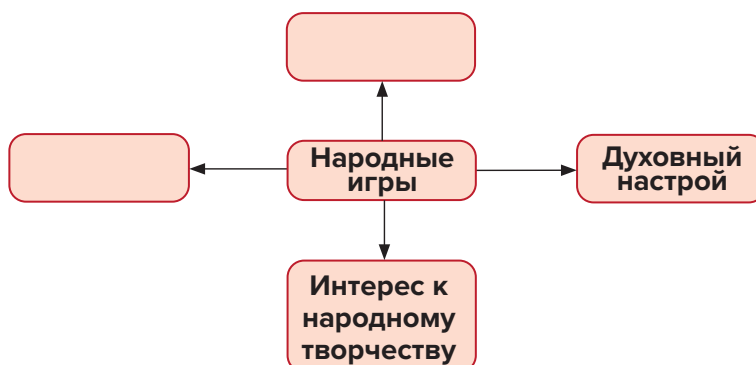 Народные
игры
Духовный
настрой
Интерес к
народному
творчеству